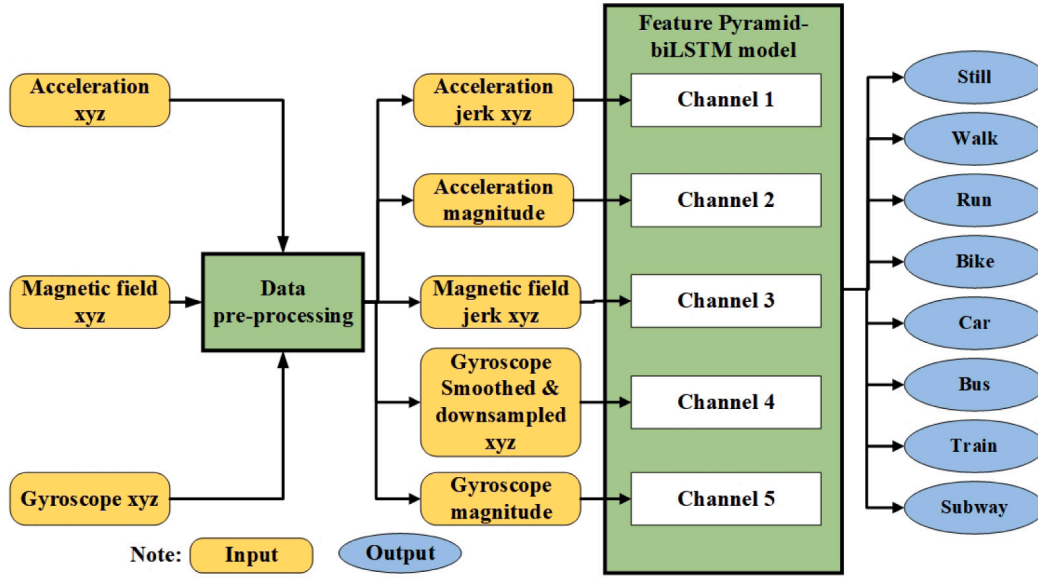 Acceleration
xyz
Magnetic field
xyz
Gyroscope xyz
Data
pre-processing
Acceleration
jerk xyz
Acceleration
magnitude
Magnetic field
jerk xyz
Gyroscope
Smoothed &
downsampled
xyz
Gyroscope
magnitude
Feature Pyramid-
biLSTM model
Channel 1
Channel 2
Channel 3
Channel 4
Channel 5
Still
Walk
Run
Bike
Car
Bus
Train
Subway
Note: Input Output